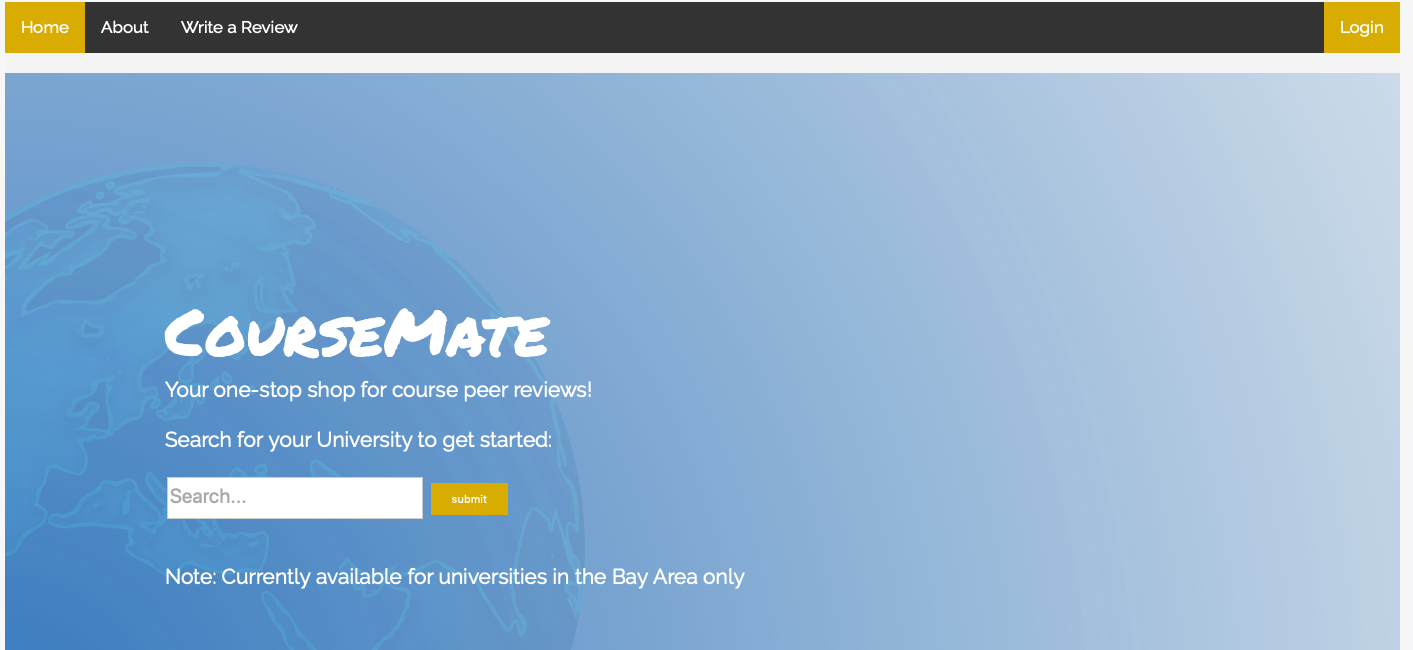 Home About Write a Review Login
CourseMate
Your one-stop shop for course peer reviews!
Search for your University to get started:
Search... submit
Note: Currently available for universities in the Bay Area only